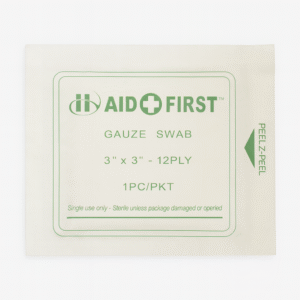 AID FIRST™
GAUZE SWAB
3" x 3" - 12PLY
1PC/PKT
Single use only - Sterile unless package damaged or opened
PEEL Z-PEEL